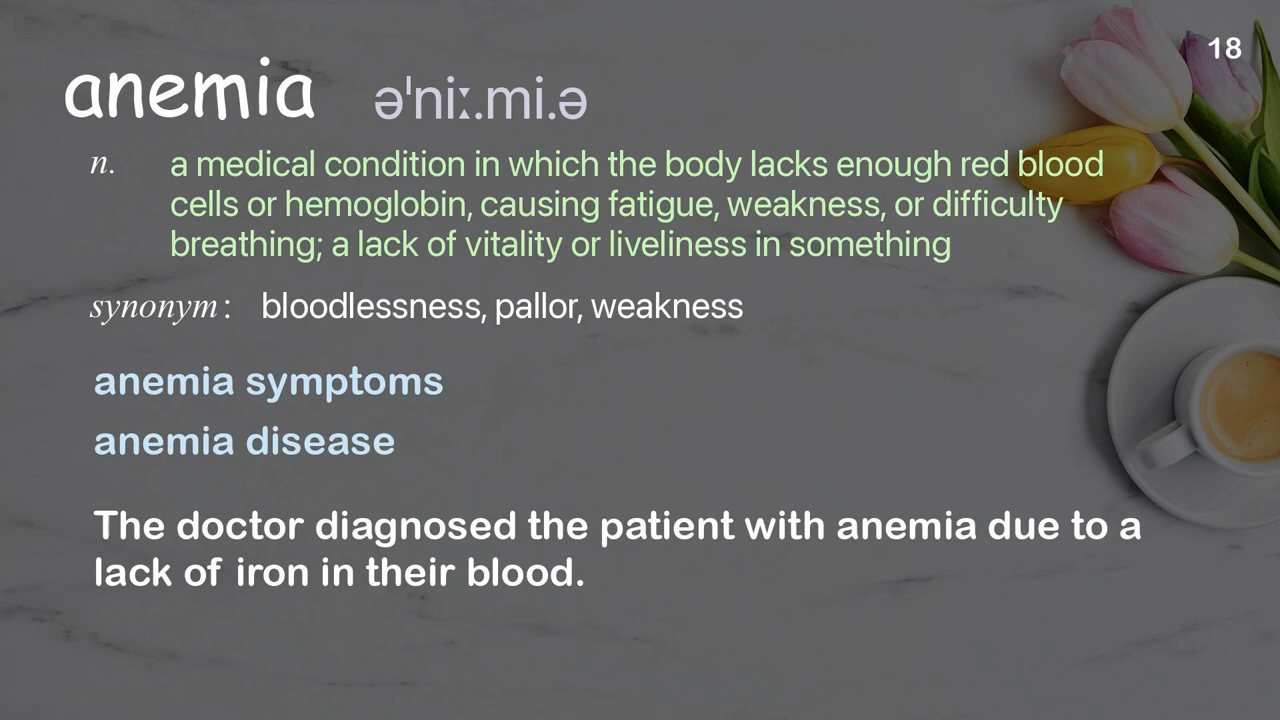 18
anemia əˈniː.mi.ə
n. a medical condition in which the body lacks enough red blood
cells or hemoglobin, causing fatigue, weakness, or difficulty
breathing; a lack of vitality or liveliness in something
synonym: bloodlessness, pallor, weakness
anemia symptoms
anemia disease
The doctor diagnosed the patient with anemia due to a
lack of iron in their blood.